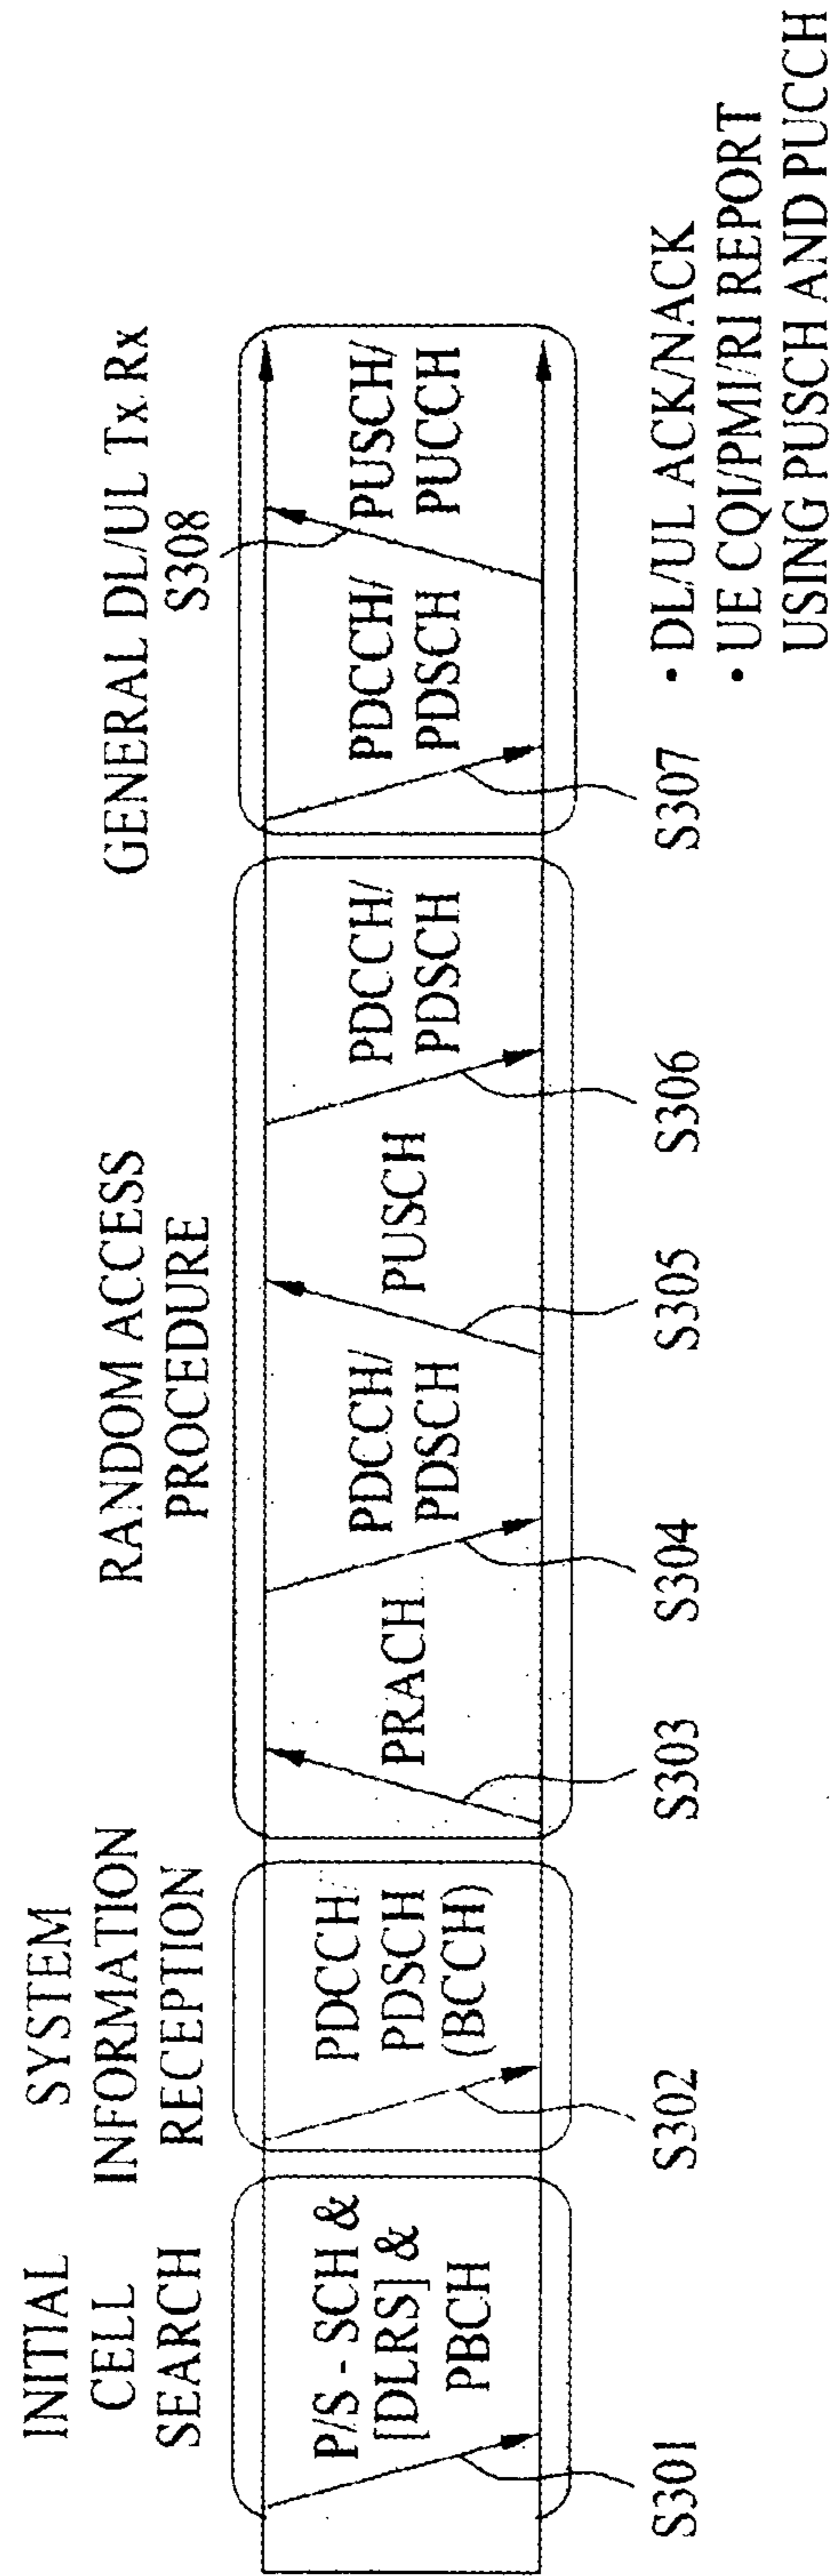 INITIAL
CELL
SEARCH
P/S - SCH &
[DLRS] &
PBCH
S301
SYSTEM
INFORMATION
RECEPTION
PDCCH/
PDSCH
(BCCH)
S302
RANDOM ACCESS
PROCEDURE
PRACH
S303
PDCCH/
PDSCH
S304
PUSCH
S305
PDCCH/
PDSCH
S306
GENERAL DL/UL Tx Rx
S308
PDCCH/
PDSCH
S307
PUSCH/
PUCCH
• DL/UL ACK/NACK
• UE CQI/PMI/RI REPORT
USING PUSCH AND PUCCH